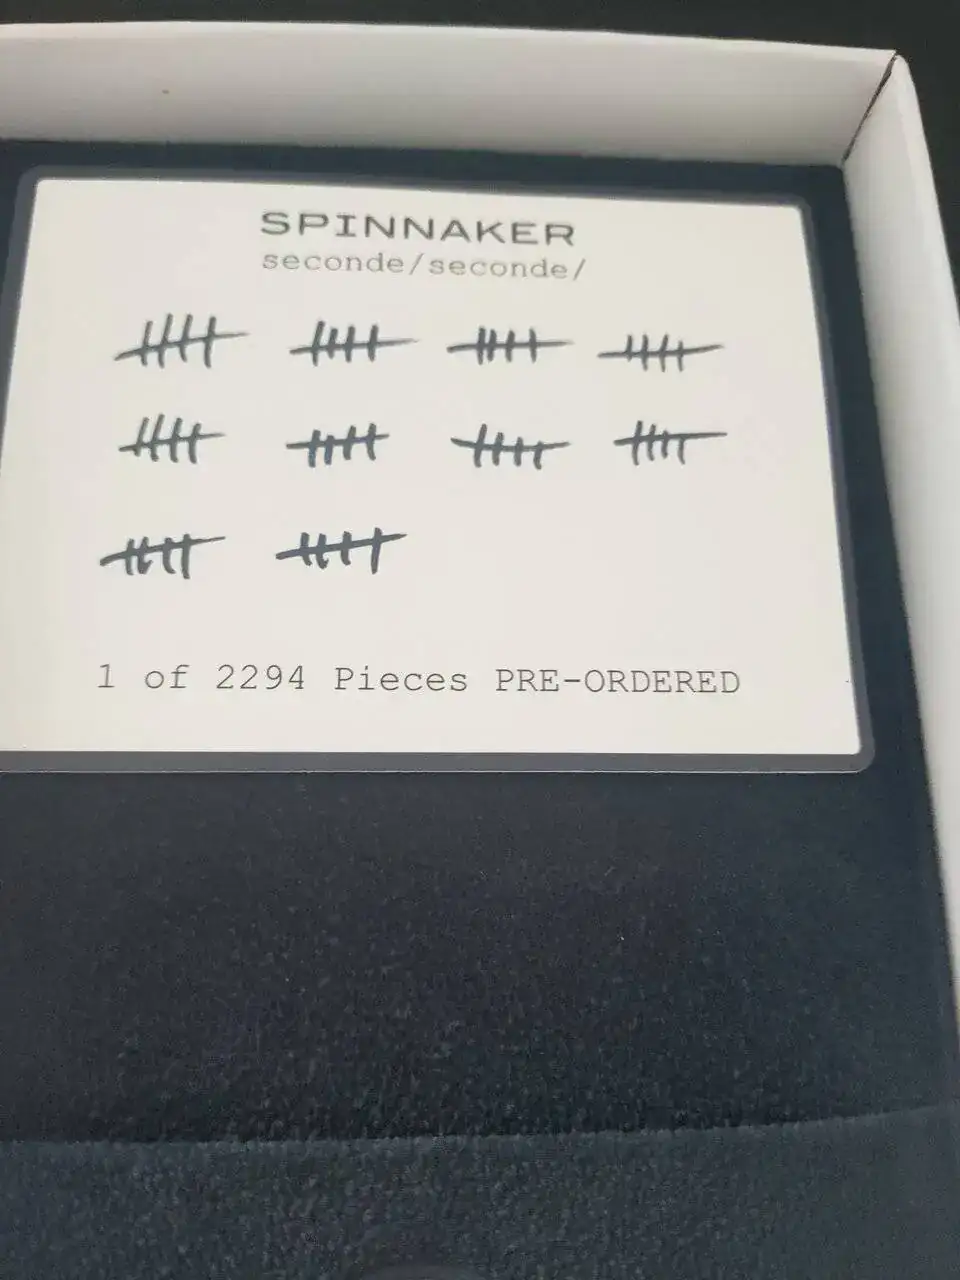 SPINNAKER
seconde/seconde/
1 of 2294 Pieces PRE-ORDERED